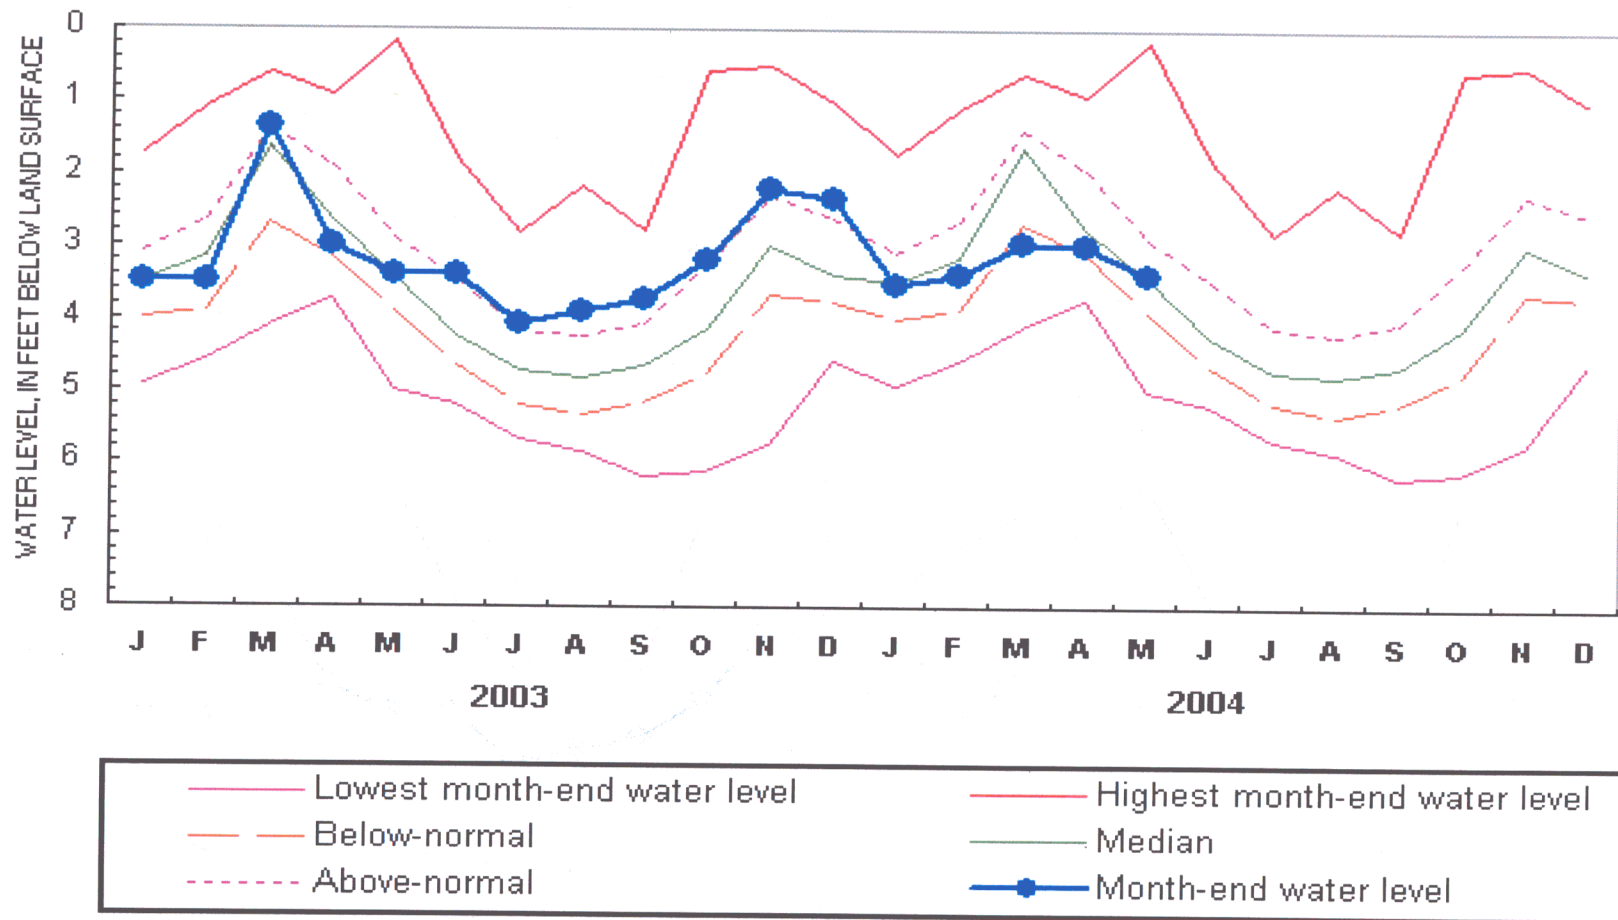 WATER LEVEL, IN FEET BELOW LAND SURFACE
0
1
2
3
4
5
6
7
8
J F M A M J J A S O N D J F M A M J J A S O N D
2003 2004
Lowest month-end water level Highest month-end water level
Below-normal Median
Above-normal Month-end water level